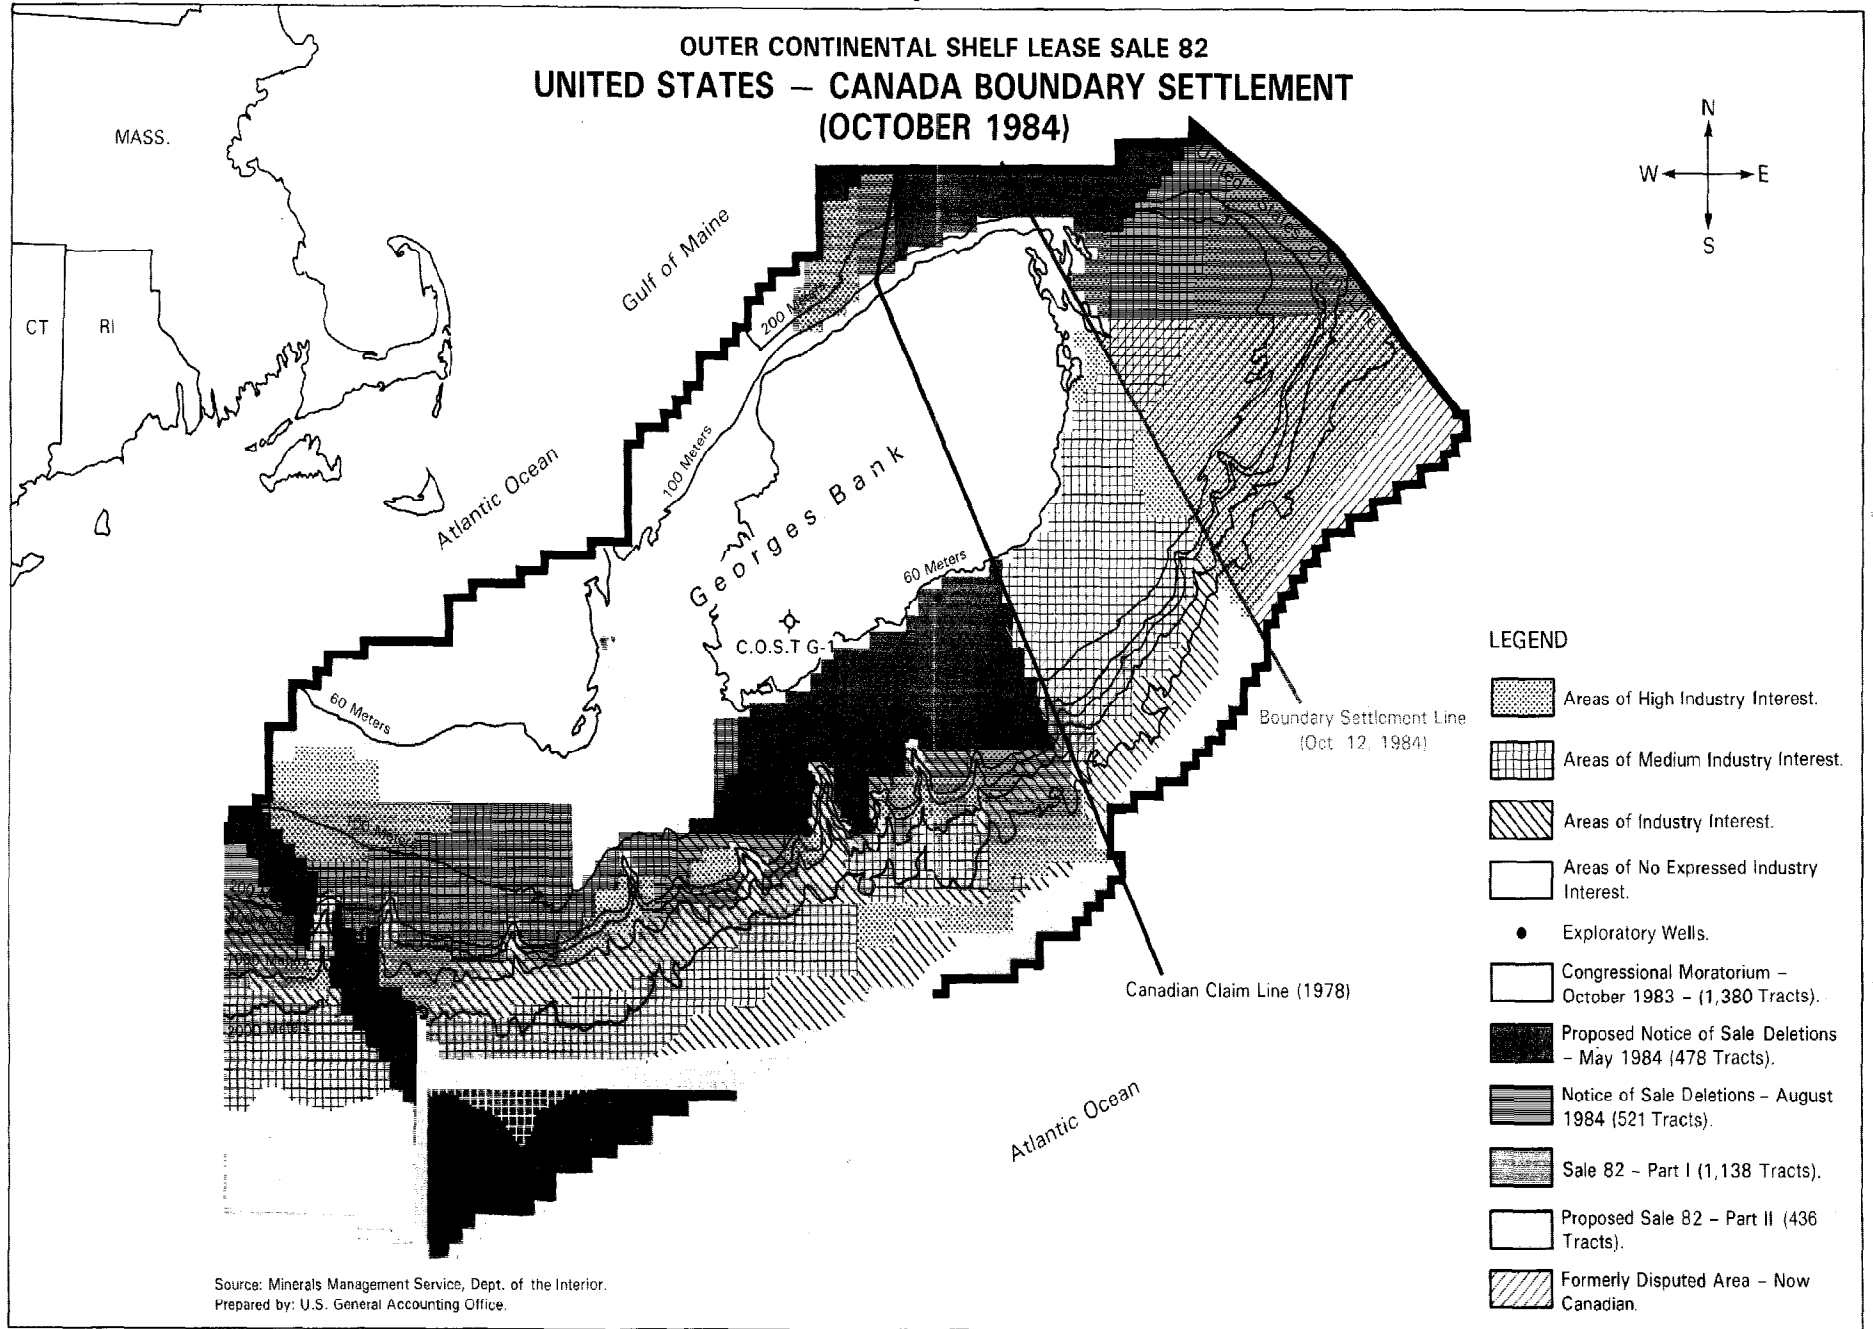 OUTER CONTINENTAL SHELF LEASE SALE 82
UNITED STATES – CANADA BOUNDARY SETTLEMENT
(OCTOBER 1984)
N
W
E
S
MASS.
CT
RI
Gulf of Maine
Atlantic Ocean
200 Meters
100 Meters
Georges Bank
60 Meters
C.O.S.T G-1
60 Meters
Boundary Settlement Line
(Oct 12, 1984)
Canadian Claim Line (1978)
Atlantic Ocean
2000 Meters
LEGEND
Areas of High Industry Interest.
Areas of Medium Industry Interest.
Areas of Industry Interest.
Areas of No Expressed Industry
Interest.
Exploratory Wells.
Congressional Moratorium –
October 1983 – (1,380 Tracts).
Proposed Notice of Sale Deletions
– May 1984 (478 Tracts).
Notice of Sale Deletions – August
1984 (521 Tracts).
Sale 82 – Part I (1,138 Tracts).
Proposed Sale 82 – Part II (436
Tracts).
Formerly Disputed Area – Now
Canadian.
Source: Minerals Management Service, Dept. of the Interior.
Prepared by: U.S. General Accounting Office.